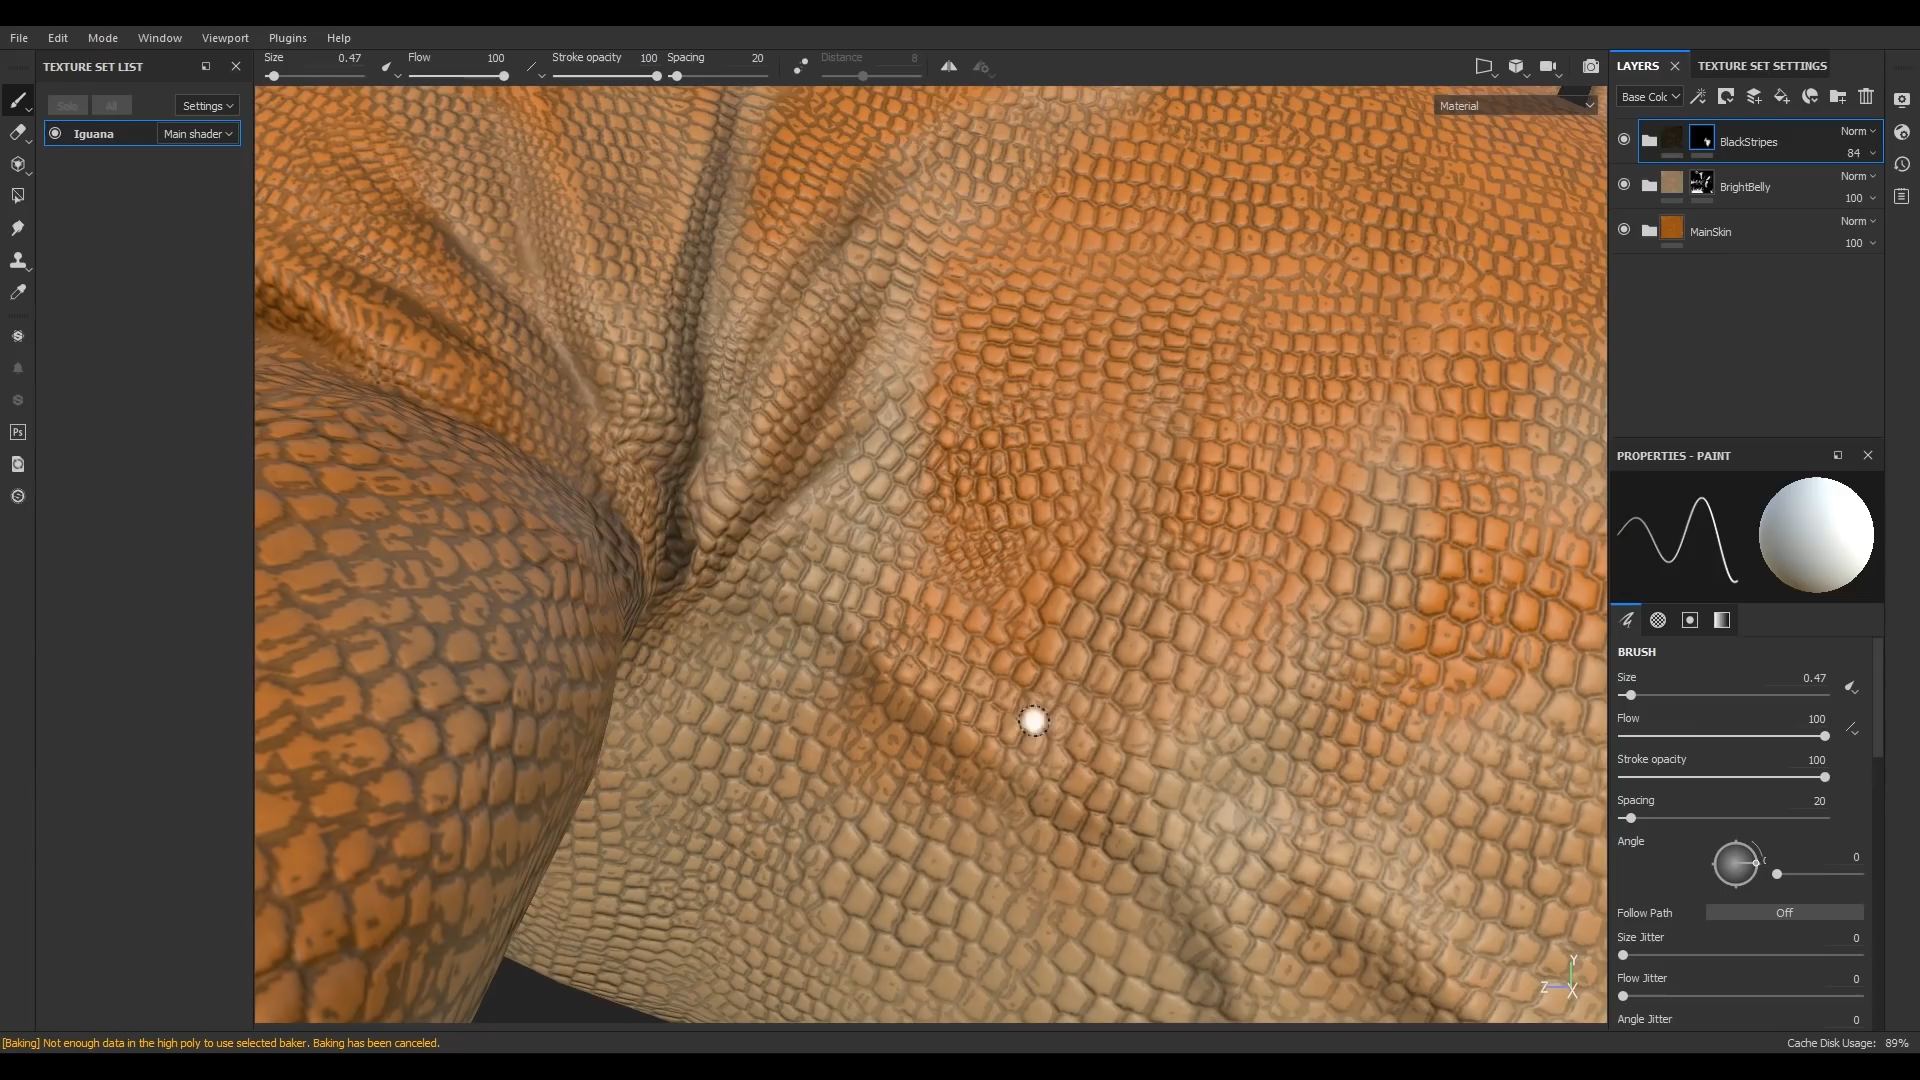 File Edit Mode Window Viewport Plugins Help
TEXTURE SET LIST
Size 0.47 Flow 100 Stroke opacity 100 Spacing 20 Distance 8
LAYERS TEXTURE SET SETTINGS
Solo All Settings
Base Colc
Material
Iguana Main shader
Norm
BlackStripes
84
Norm
BrightBelly
100
Norm
MainSkin
100
Ps
PROPERTIES - PAINT
BRUSH
Size 0.47
Flow 100
Stroke opacity 100
Spacing 20
Angle
0
Follow Path Off
Size Jitter 0
Flow Jitter 0
Angle Jitter 0
Y
Z X
[Baking] Not enough data in the high poly to use selected baker. Baking has been canceled.
Cache Disk Usage: 89%